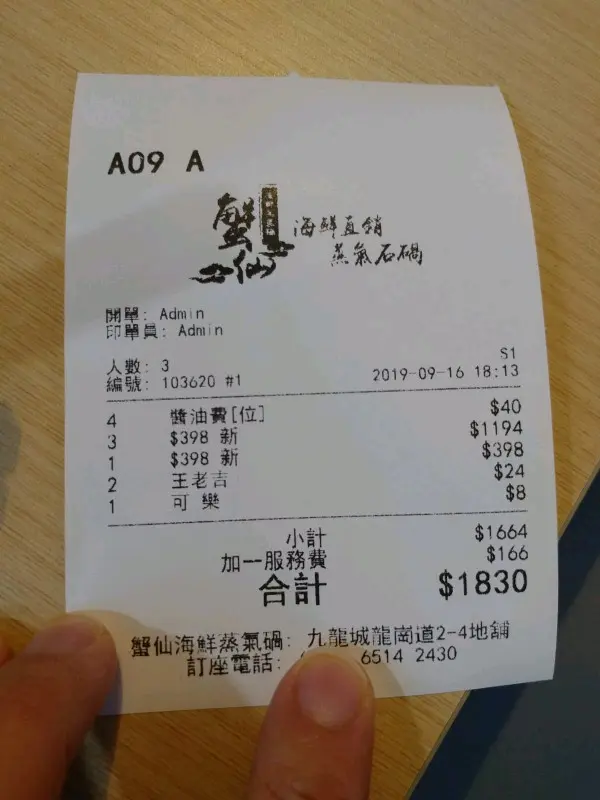 A09 A
蟹仙
海鮮直銷
蒸氣石鍋
開單: Admin
印單員: Admin
人數: 3
S1
編號: 103620 #1 2019-09-16 18:13
4 醬油費[位] $40
3 $398 新 $1194
1 $398 新 $398
2 王老吉 $24
1 可樂 $8
小計 $1664
加一服務費 $166
合計 $1830
蟹仙海鮮蒸氣鍋: 九龍城龍崗道2-4地舖
訂座電話: 6514 2430